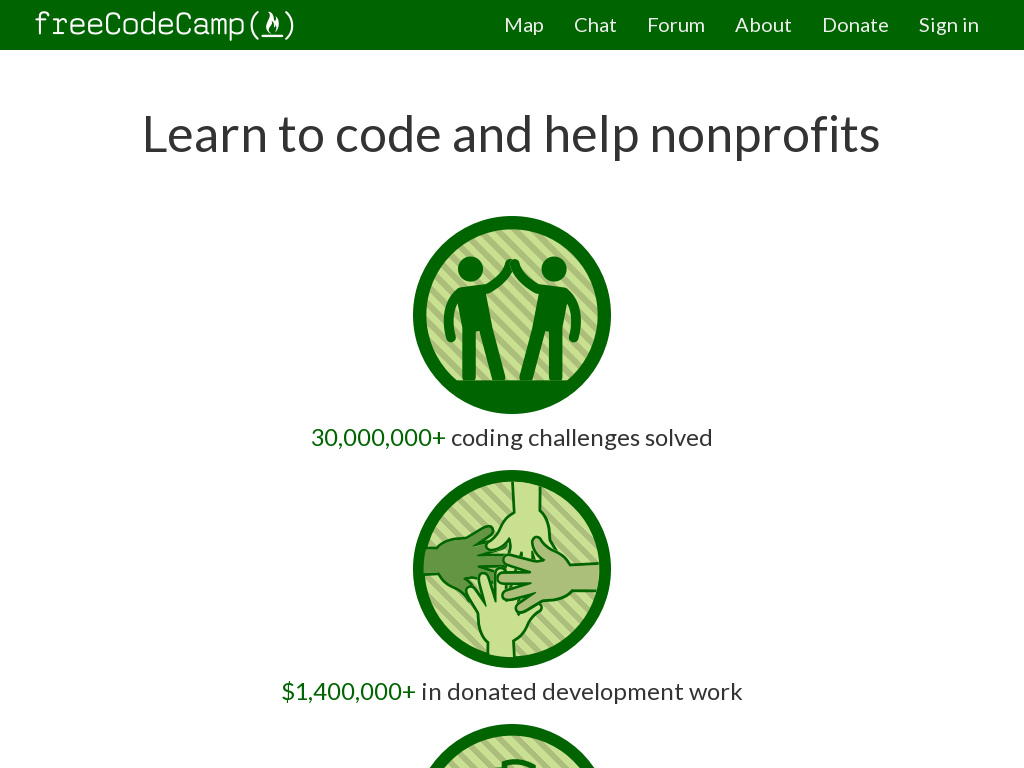 freeCodeCamp
Map Chat Forum About Donate Sign in
Learn to code and help nonprofits
30,000,000+ coding challenges solved
$1,400,000+ in donated development work